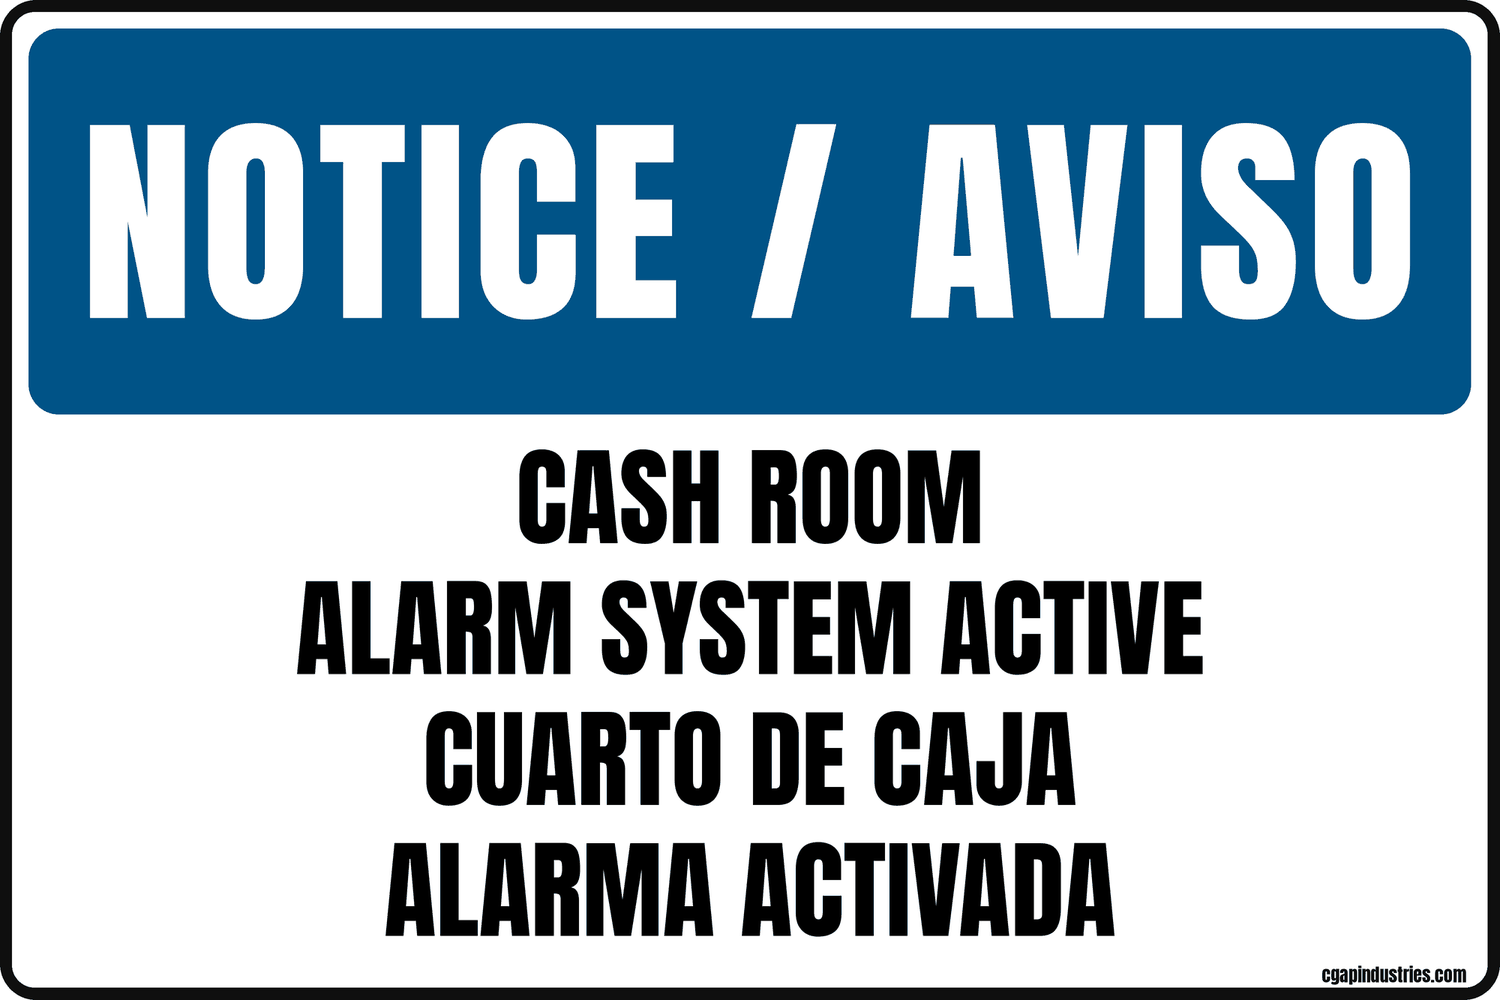 NOTICE / AVISO
CASH ROOM
ALARM SYSTEM ACTIVE
CUARTO DE CAJA
ALARMA ACTIVADA
cgapindustries.com